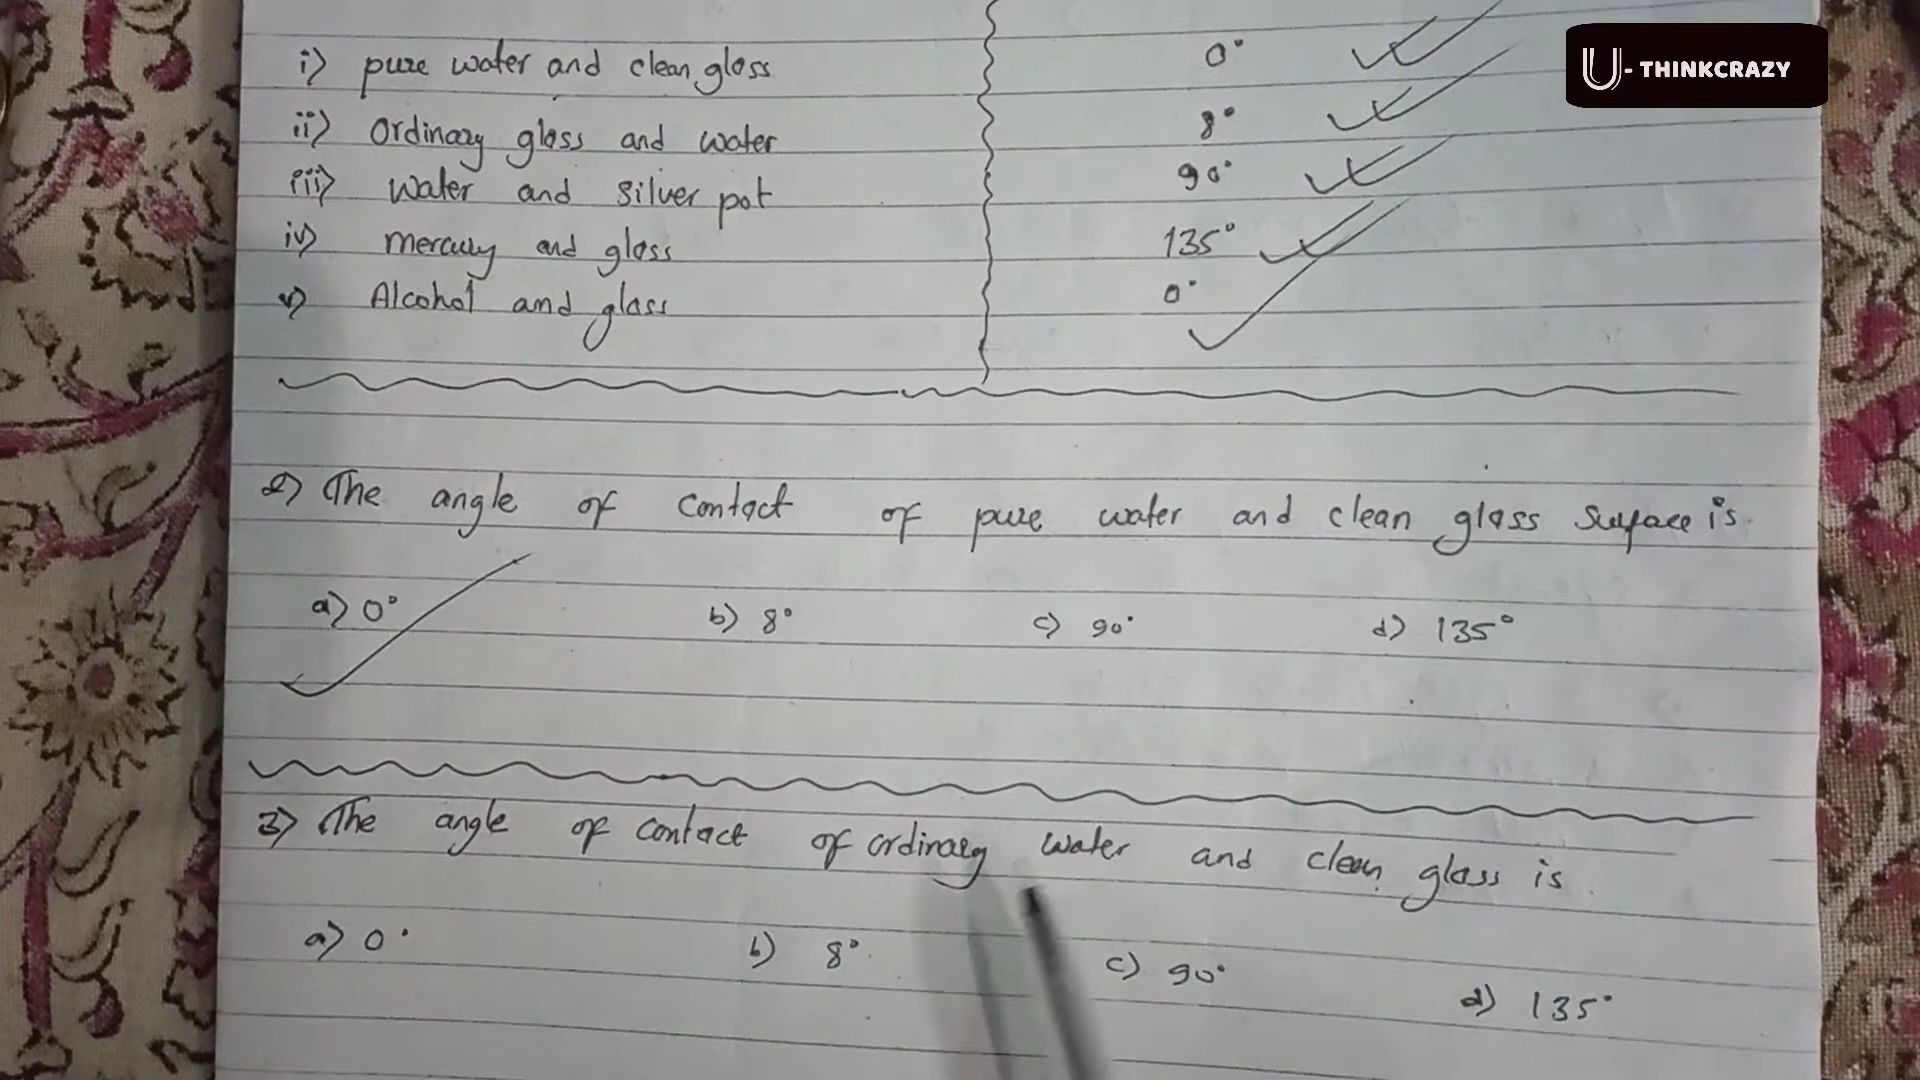 U - THINKCRAZY
i) pure water and clean glass 0°
ii) Ordinary glass and water 8°
iii) Water and Silver pot 90°
iv) mercury and glass 135°
v) Alcohol and glass 0°
2) The angle of contact of pure water and clean glass Surface is.
a) 0° b) 8° c) 90° d) 135°
3) The angle of contact of ordinary water and clean glass is.
a) 0° b) 8° c) 90° d) 135°